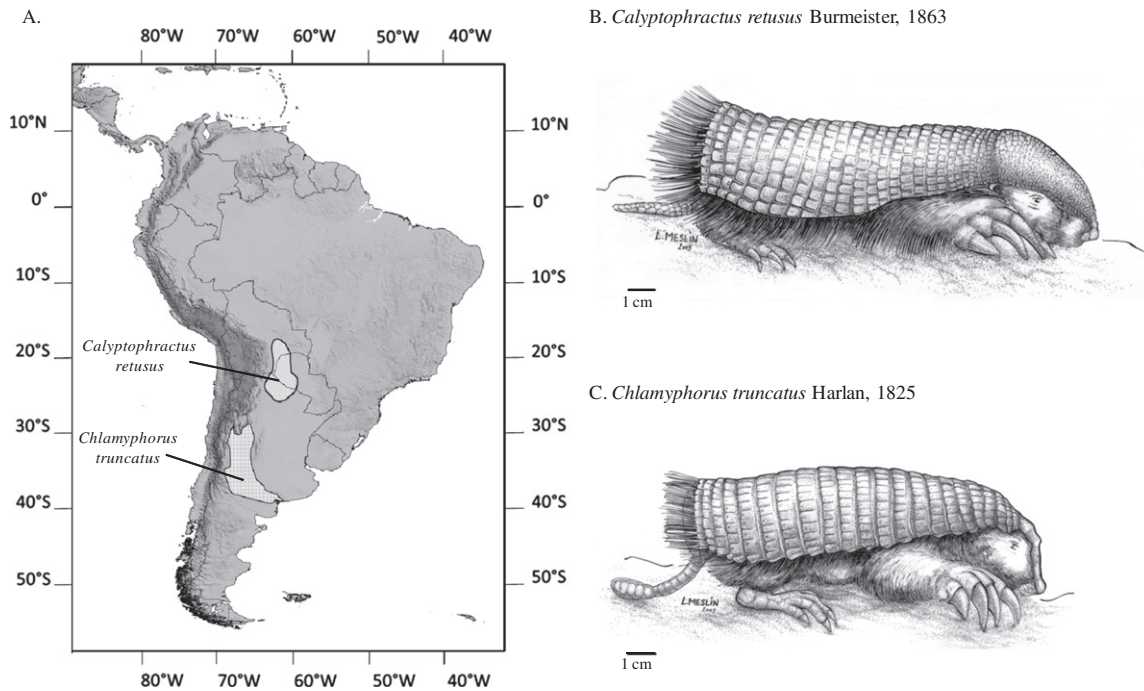 A.
80°W 70°W 60°W 50°W 40°W
10°N 10°N
0° 0°
10°S 10°S
20°S 20°S
Calyptophractus
retusus
30°S 30°S
Chlamyphorus
truncatus
40°S 40°S
50°S 50°S
80°W 70°W 60°W 50°W 40°W
B. Calyptophractus retusus Burmeister, 1863
L. MESLIN
2009
1 cm
C. Chlamyphorus truncatus Harlan, 1825
L. MESLIN
2009
1 cm